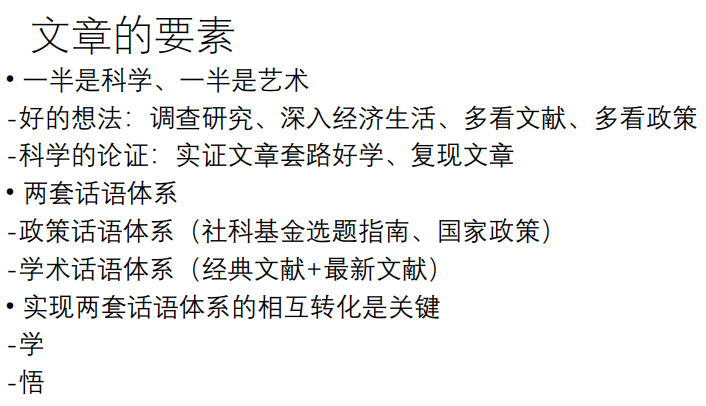 文章的要素
• 一半是科学、一半是艺术
-好的想法：调查研究、深入经济生活、多看文献、多看政策
-科学的论证：实证文章套路好学、复现文章
• 两套话语体系
-政策话语体系（社科基金选题指南、国家政策）
-学术话语体系（经典文献+最新文献）
• 实现两套话语体系的相互转化是关键
-学
-悟